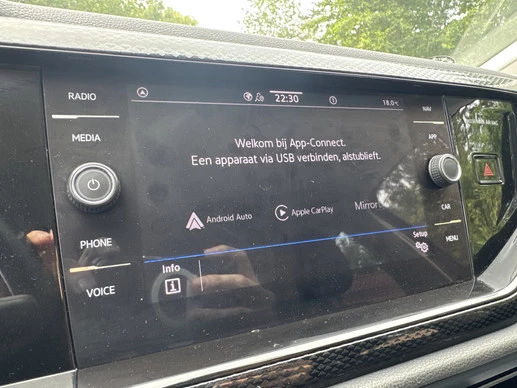 RADIO
MEDIA
PHONE
VOICE
22:30
18.0°C
Welkom bij App-Connect.
Een apparaat via USB verbinden, alstublieft.
Android Auto
Apple CarPlay
Mirror
Info
Setup
NAV
APP
CAR
MENU